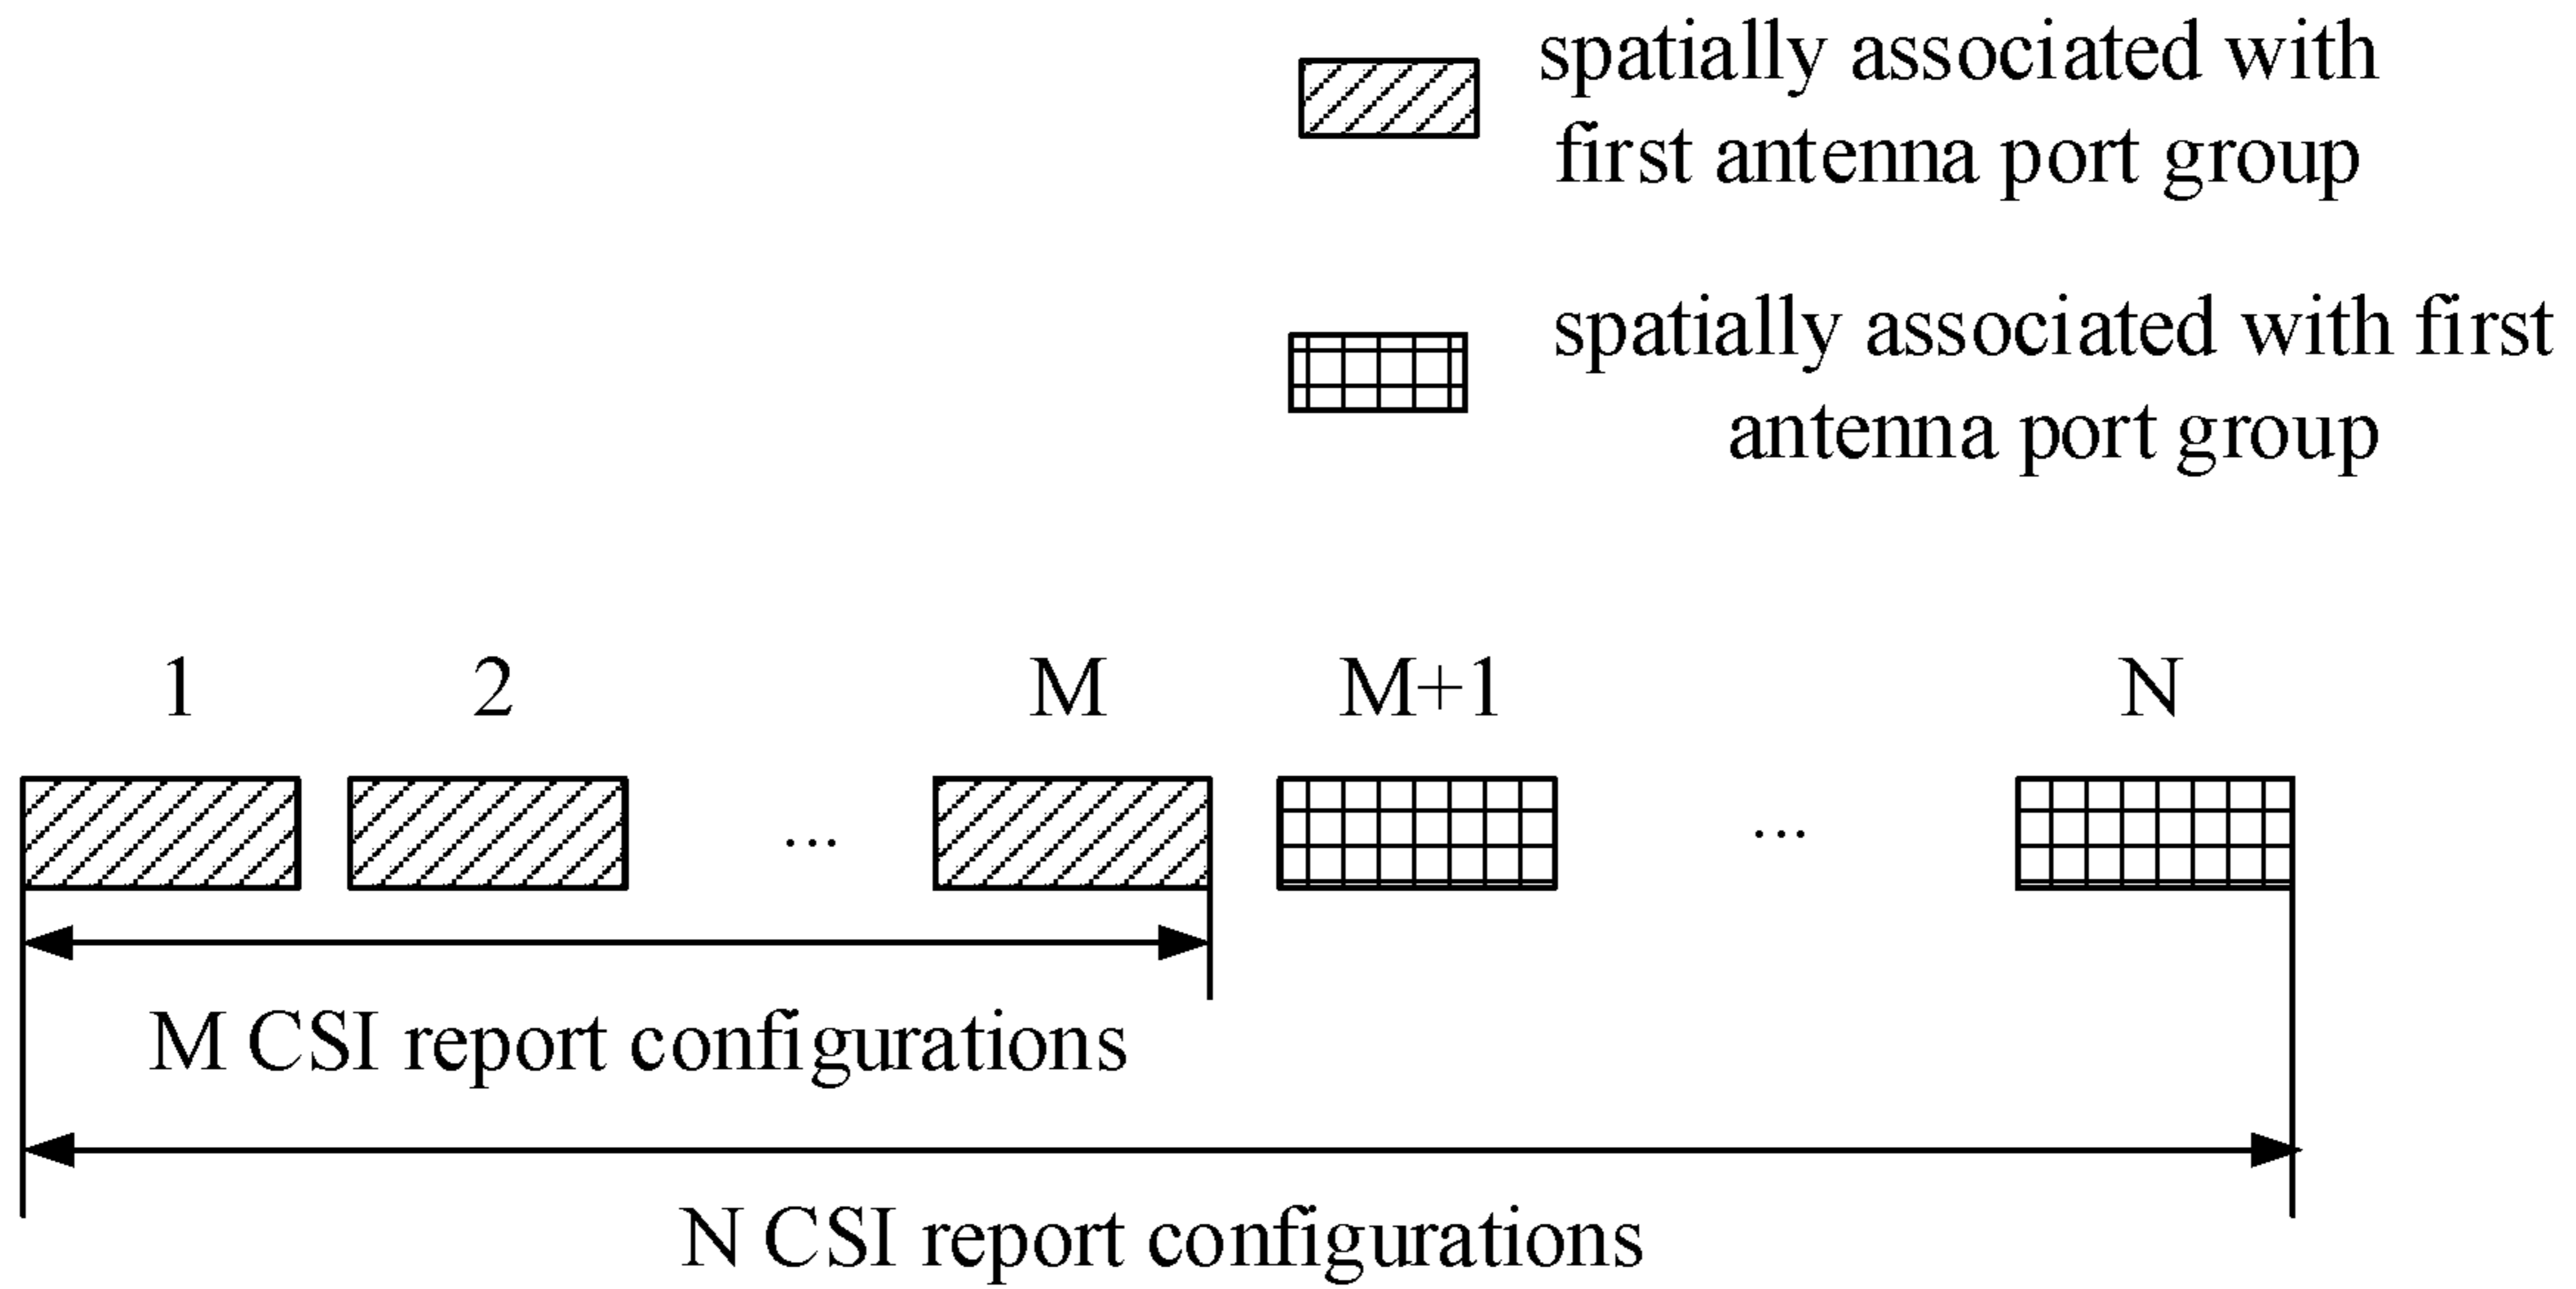 spatially associated with
first antenna port group
spatially associated with first
antenna port group
1 2 M M+1 N
... ...
M CSI report configurations
N CSI report configurations